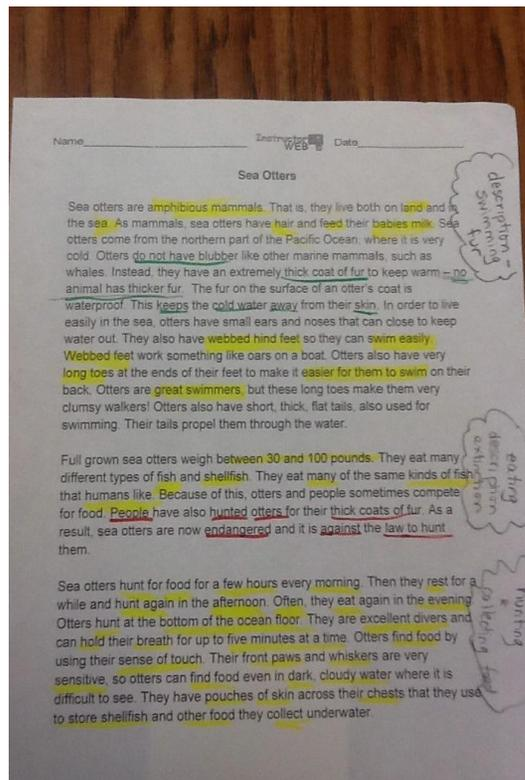 Name
Instructor WEB
Date
Sea Otters
Sea otters are amphibious mammals. That is, they live both on land and in
the sea. As mammals, sea otters have hair and feed their babies milk. Sea
otters come from the northern part of the Pacific Ocean, where it is very
cold. Otters do not have blubber like other marine mammals, such as
whales. Instead, they have an extremely thick coat of fur to keep warm – no
animal has thicker fur. The fur on the surface of an otter's coat is
waterproof. This keeps the cold water away from their skin. In order to live
easily in the sea, otters have small ears and noses that can close to keep
water out. They also have webbed hind feet so they can swim easily.
Webbed feet work something like oars on a boat. Otters also have very
long toes at the ends of their feet to make it easier for them to swim on their
back. Otters are great swimmers, but these long toes make them very
clumsy walkers! Otters also have short, thick, flat tails, also used for
swimming. Their tails propel them through the water.
description -
swimming
fur
Full grown sea otters weigh between 30 and 100 pounds. They eat many
different types of fish and shellfish. They eat many of the same kinds of fish
that humans like. Because of this, otters and people sometimes compete
for food. People have also hunted otters for their thick coats of fur. As a
result, sea otters are now endangered and it is against the law to hunt
them.
eating
description
extinction
Sea otters hunt for food for a few hours every morning. Then they rest for a
while and hunt again in the afternoon. Often, they eat again in the evening.
Otters hunt at the bottom of the ocean floor. They are excellent divers and
can hold their breath for up to five minutes at a time. Otters find food by
using their sense of touch. Their front paws and whiskers are very
sensitive, so otters can find food even in dark, cloudy water where it is
difficult to see. They have pouches of skin across their chests that they use
to store shellfish and other food they collect underwater.
hunting
&
collecting food